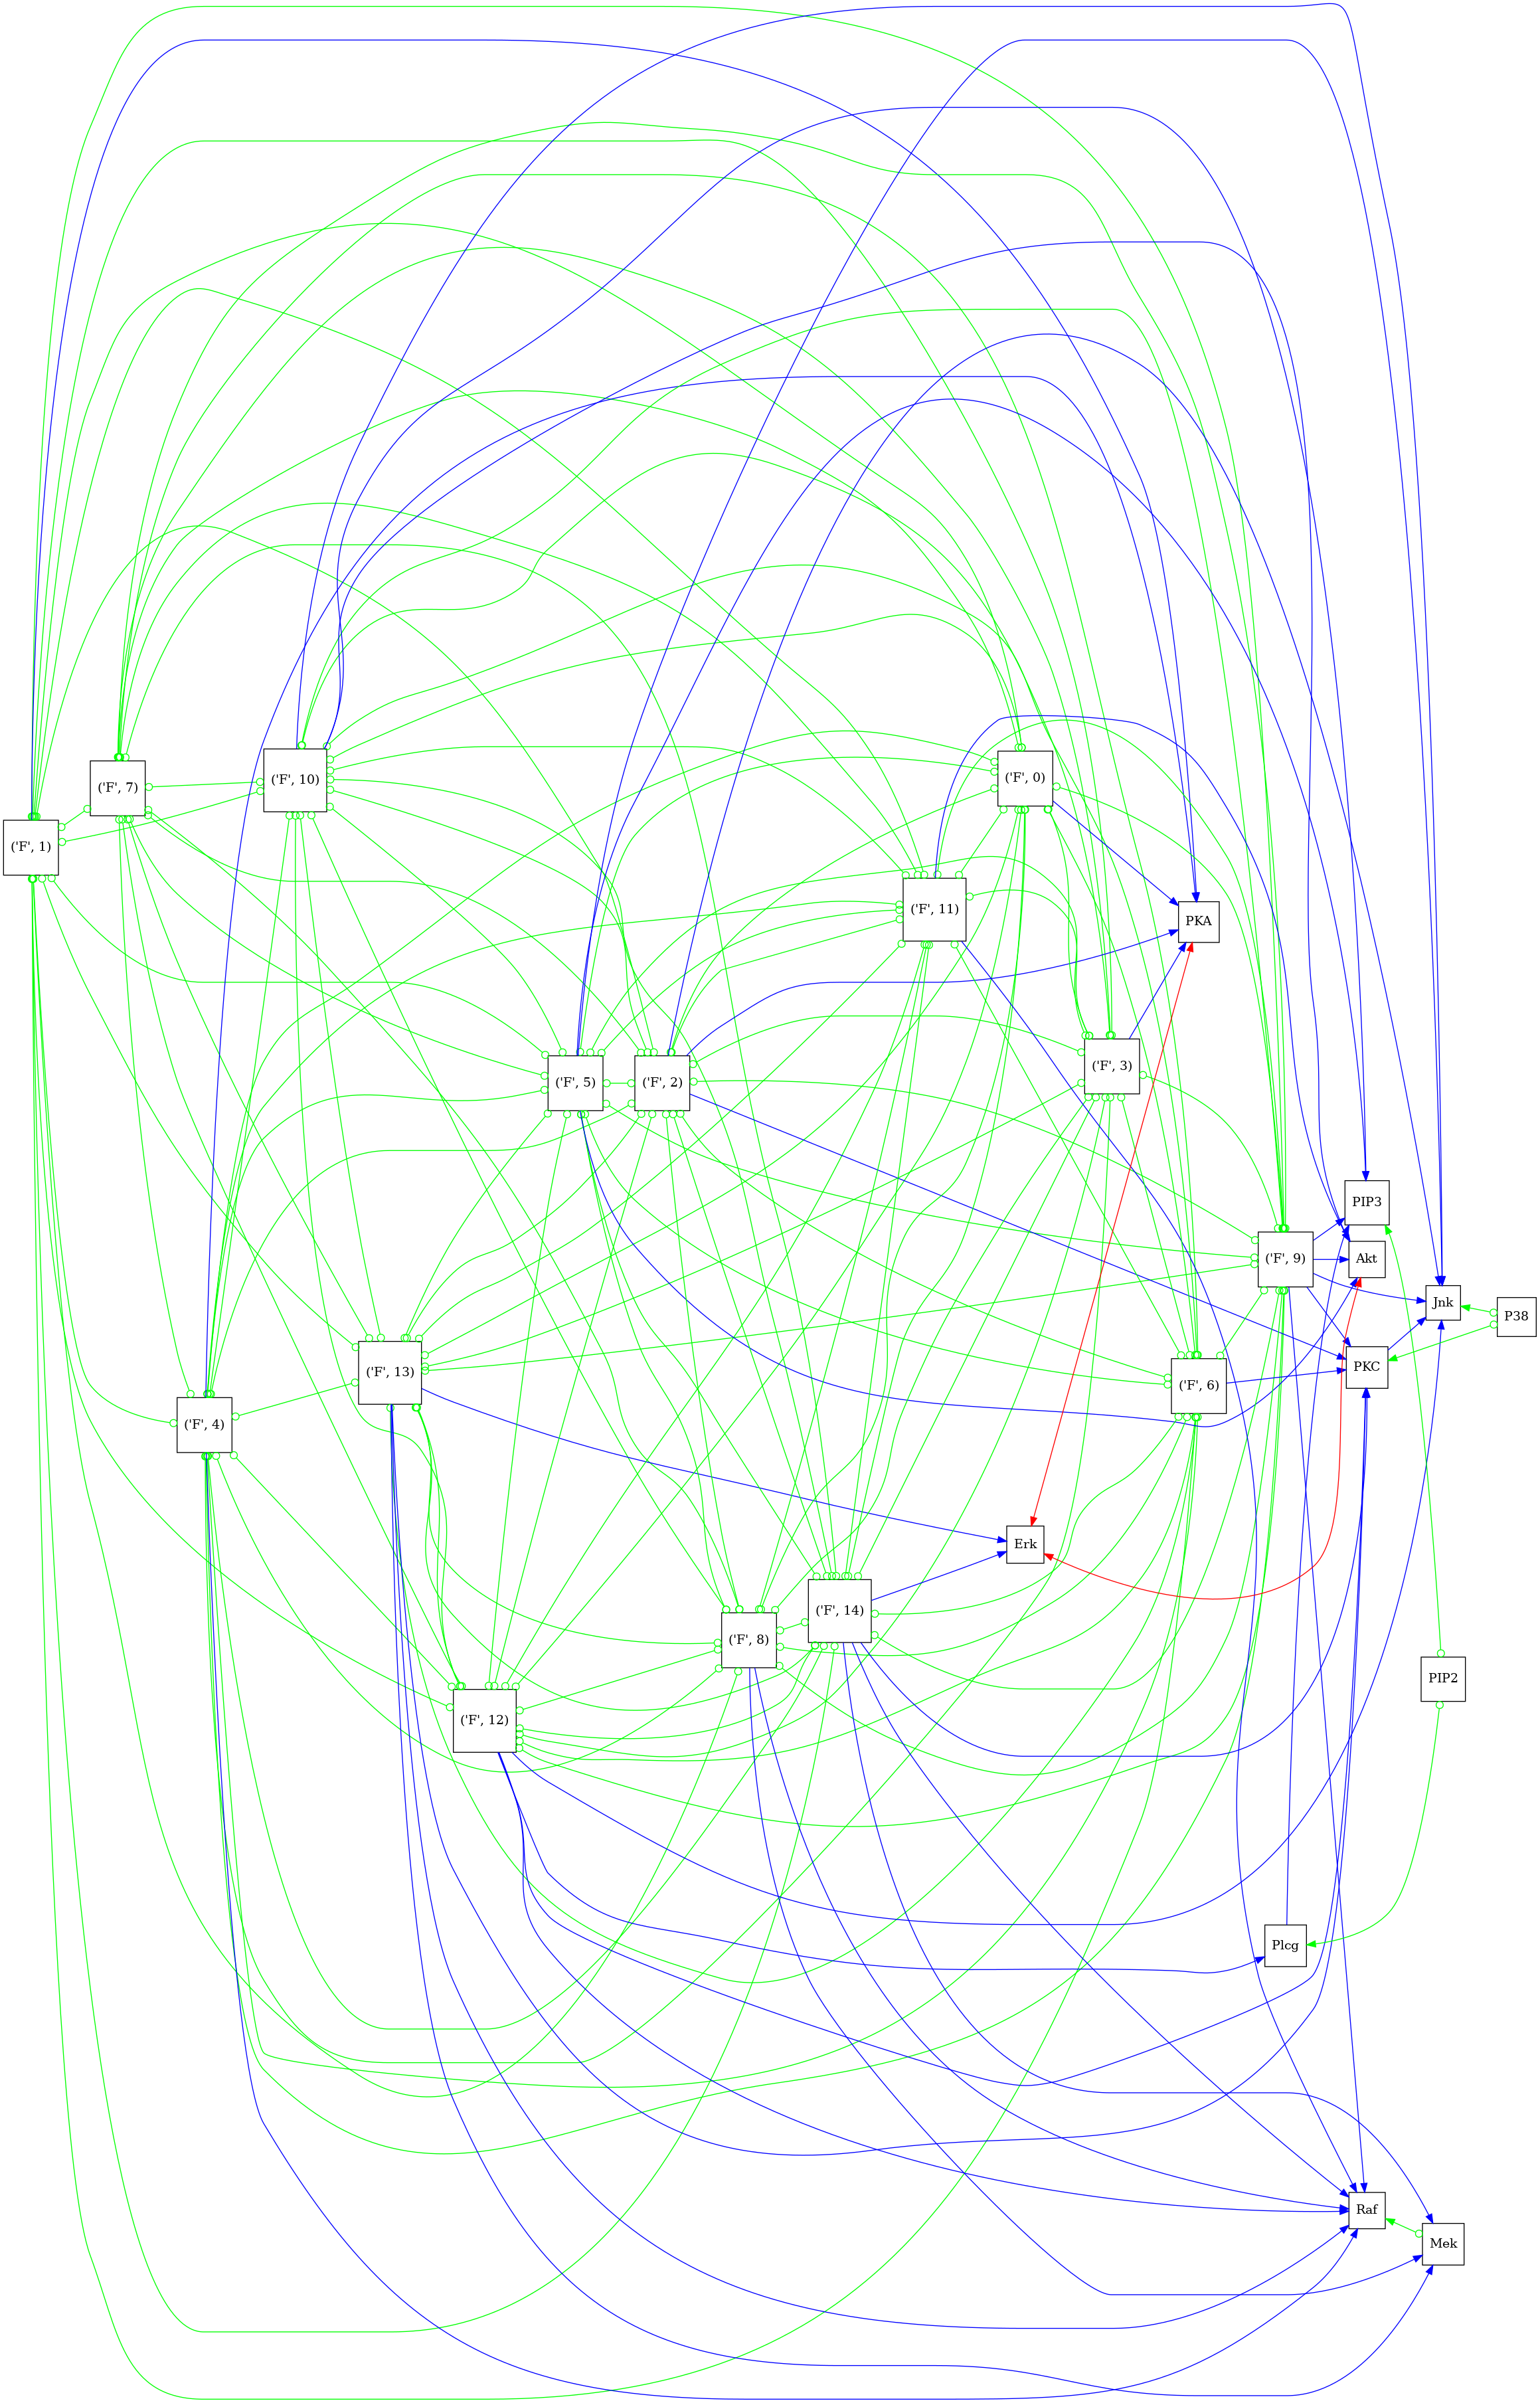 ('F', 7)
('F', 10)
('F', 0)
('F', 1)
('F', 11)
PKA
('F', 3)
('F', 5)
('F', 2)
PIP3
('F', 9)
Akt
Jnk
P38
('F', 13)
PKC
('F', 6)
('F', 4)
Erk
('F', 14)
('F', 8)
PIP2
('F', 12)
Plcg
Raf
Mek